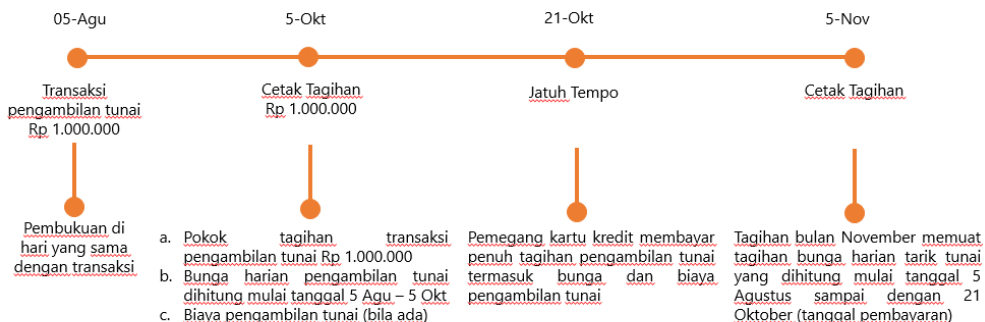 05-Agu
5-Okt
21-Okt
5-Nov
Transaksi
pengambilan tunai
Rp 1.000.000
Cetak Tagihan
Rp 1.000.000
Jatuh Tempo
Cetak Tagihan
Pembukuan di
hari yang sama
dengan transaksi
a. Pokok tagihan transaksi
pengambilan tunai Rp 1.000.000
b. Bunga harian pengambilan tunai
dihitung mulai tanggal 5 Agu – 5 Okt
c. Biaya pengambilan tunai (bila ada)
Pemegang kartu kredit membayar
penuh tagihan pengambilan tunai
termasuk bunga dan biaya
pengambilan tunai
Tagihan bulan November memuat
tagihan bunga harian tarik tunai
yang dihitung mulai tanggal 5
Agustus sampai dengan 21
Oktober (tanggal pembayaran)